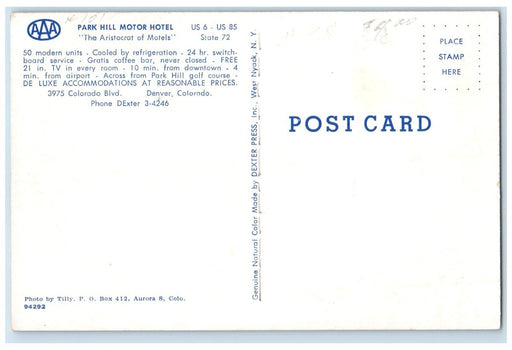 AAA
PARK HILL MOTOR HOTEL US 6 - US 85
"The Aristocrat of Motels" State 72
50 modern units - Cooled by refrigeration - 24 hr. switch-
board service - Gratis coffee bar, never closed - FREE
21 in. TV in every room - 10 min. from downtown - 4
min. from airport - Across from Park Hill golf course -
DE LUXE ACCOMMODATIONS AT REASONABLE PRICES.
3975 Colorado Blvd. Denver, Colorado.
Phone DExter 3-4246
Photo by Tilly, P. O. Box 412, Aurora 8, Colo.
94292
Genuine Natural Color Made by DEXTER PRESS, Inc., West Nyack, N. Y.
POST CARD
PLACE
STAMP
HERE